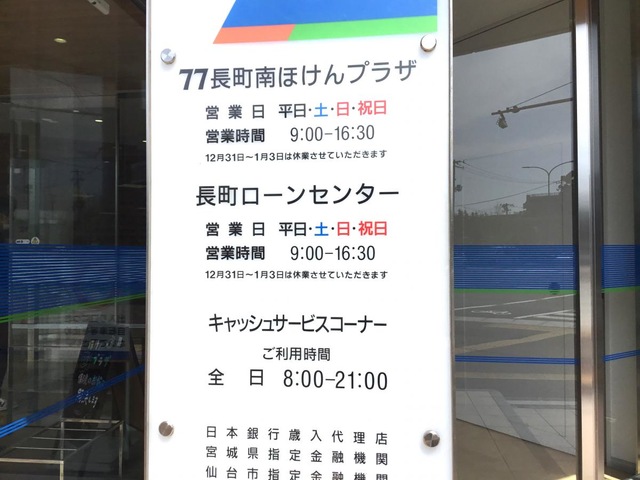 77長町南ほけんプラザ
営業日 平日・土・日・祝日
営業時間 9:00-16:30
12月31日~1月3日は休業させていただきます
長町ローンセンター
営業日 平日・土・日・祝日
営業時間 9:00-16:30
12月31日~1月3日は休業させていただきます
キャッシュサービスコーナー
ご利用時間
全日 8:00-21:00
日本銀行歳入代理店
宮城県指定金融機関
仙台市指定金融機関
プラザ